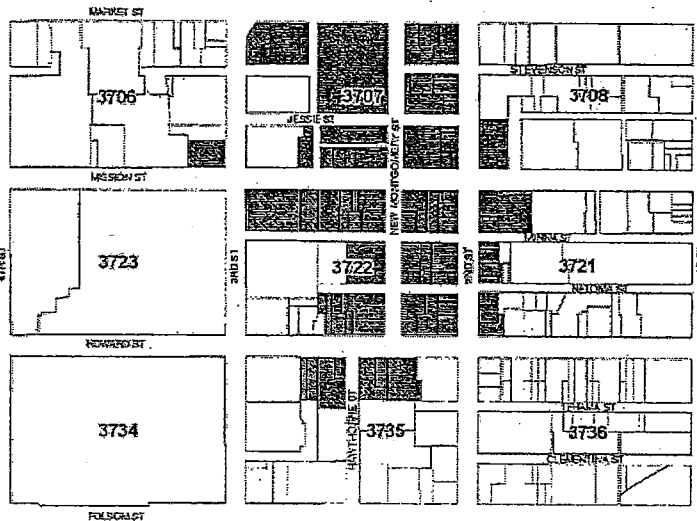 MARKET ST
STEVENSON ST
3706
3707
3708
JESSIE ST
MISSION ST
NEW MONTGOMERY ST
MINNA ST
3RD ST
2ND ST
3723
3722
3721
NATOMA ST
HOWARD ST
HAWTHORNE CT
TEHAMA ST
3734
3735
3736
CLEMENTINA ST
FOLSOM ST